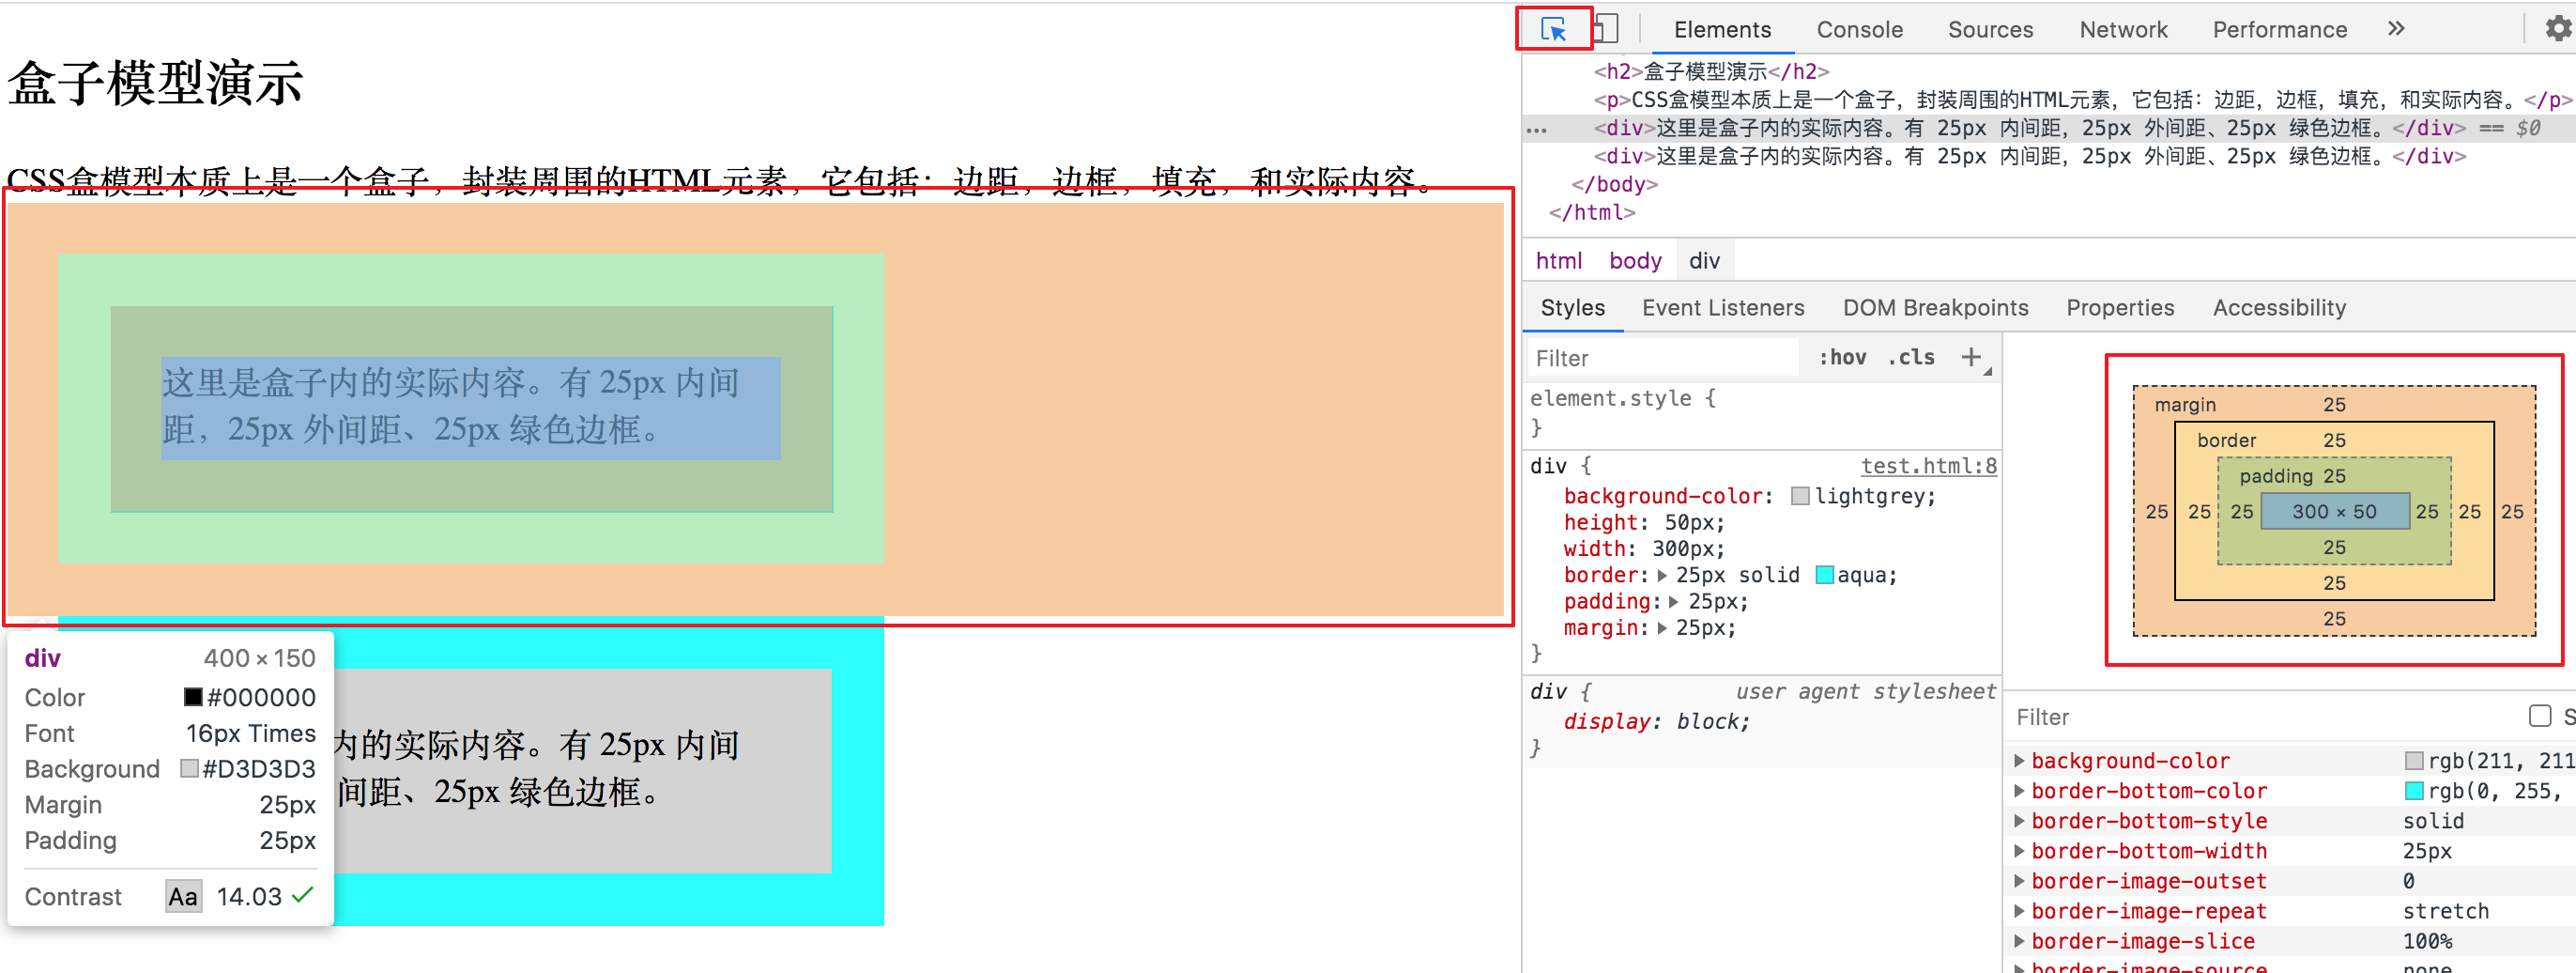 盒子模型演示
CSS盒模型本质上是一个盒子，封装周围的HTML元素，它包括：边距，边框，填充，和实际内容。
这里是盒子内的实际内容。有 25px 内间
距，25px 外间距、25px 绿色边框。
内的实际内容。有 25px 内间
间距、25px 绿色边框。
div 400 × 150
Color #000000
Font 16px Times
Background #D3D3D3
Margin 25px
Padding 25px
Contrast Aa 14.03
Elements Console Sources Network Performance »
<h2>盒子模型演示</h2>
<p>CSS盒模型本质上是一个盒子，封装周围的HTML元素，它包括：边距，边框，填充，和实际内容。</p>
… <div>这里是盒子内的实际内容。有 25px 内间距，25px 外间距、25px 绿色边框。</div> == $0
<div>这里是盒子内的实际内容。有 25px 内间距，25px 外间距、25px 绿色边框。</div>
</body>
</html>
html body div
Styles Event Listeners DOM Breakpoints Properties Accessibility
Filter :hov .cls +
element.style {
}
div { test.html:8
background-color: lightgrey;
height: 50px;
width: 300px;
border: 25px solid aqua;
padding: 25px;
margin: 25px;
}
div { user agent stylesheet
display: block;
}
margin 25
border 25
padding 25
25 25 25 300 × 50 25 25 25
25
25
25
Filter S
background-color rgb(211, 211
border-bottom-color rgb(0, 255,
border-bottom-style solid
border-bottom-width 25px
border-image-outset 0
border-image-repeat stretch
border-image-slice 100%
border-image-source none